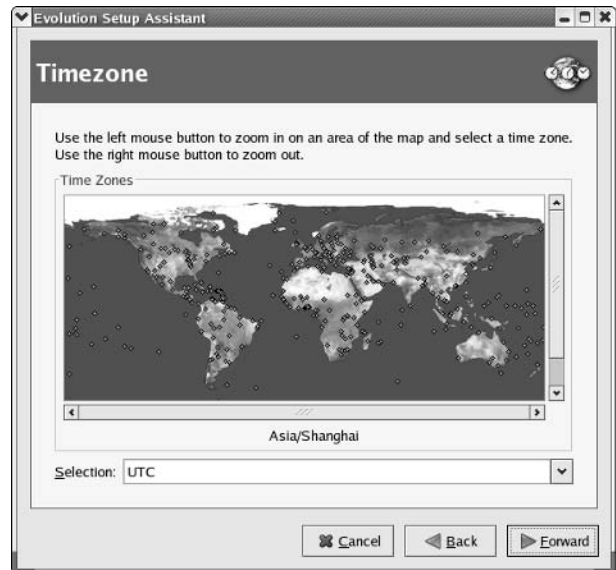 Evolution Setup Assistant
Timezone
Use the left mouse button to zoom in on an area of the map and select a time zone.
Use the right mouse button to zoom out.
Time Zones
Asia/Shanghai
Selection: UTC
Cancel
Back
Forward